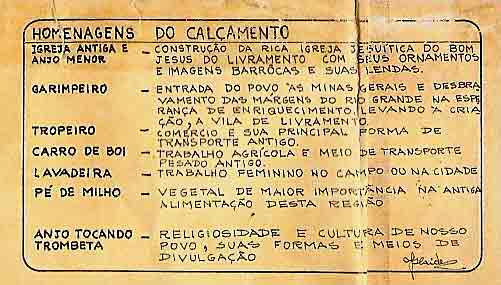 HOMENAGENS DO CALÇAMENTO
IGREJA ANTIGA E ANJO MENOR - CONSTRUÇÃO DA RICA IGREJA JESUÍTICA DO BOM
JESUS DO LIVRAMENTO COM SEUS ORNAMENTOS
E IMAGENS BARRÔCAS E SUAS LENDAS.
GARIMPEIRO - ENTRADA DO POVO ÀS MINAS GERAIS E DESBRA
VAMENTO DAS MARGENS DO RIO GRANDE NA ESPE
RANÇA DE ENRIQUECIMENTO, LEVANDO À CRIA
ÇÃO, A VILA DE LIVRAMENTO.
TROPEIRO - COMÉRCIO E SUA PRINCIPAL FORMA DE
TRANSPORTE ANTIGO.
CARRO DE BOI - TRABALHO AGRÍCOLA E MEIO DE TRANSPORTE
PESADO ANTIGO.
LAVADEIRA - TRABALHO FEMININO NO CAMPO OU NA CIDADE
PÉ DE MILHO - VEGETAL DE MAIOR IMPORTÂNCIA NA ANTIGA
ALIMENTAÇÃO DESTA REGIÃO
ANJO TOCANDO TROMBETA - RELIGIOSIDADE E CULTURA DE NOSSO
POVO, SUAS FORMAS E MEIOS DE
DIVULGAÇÃO